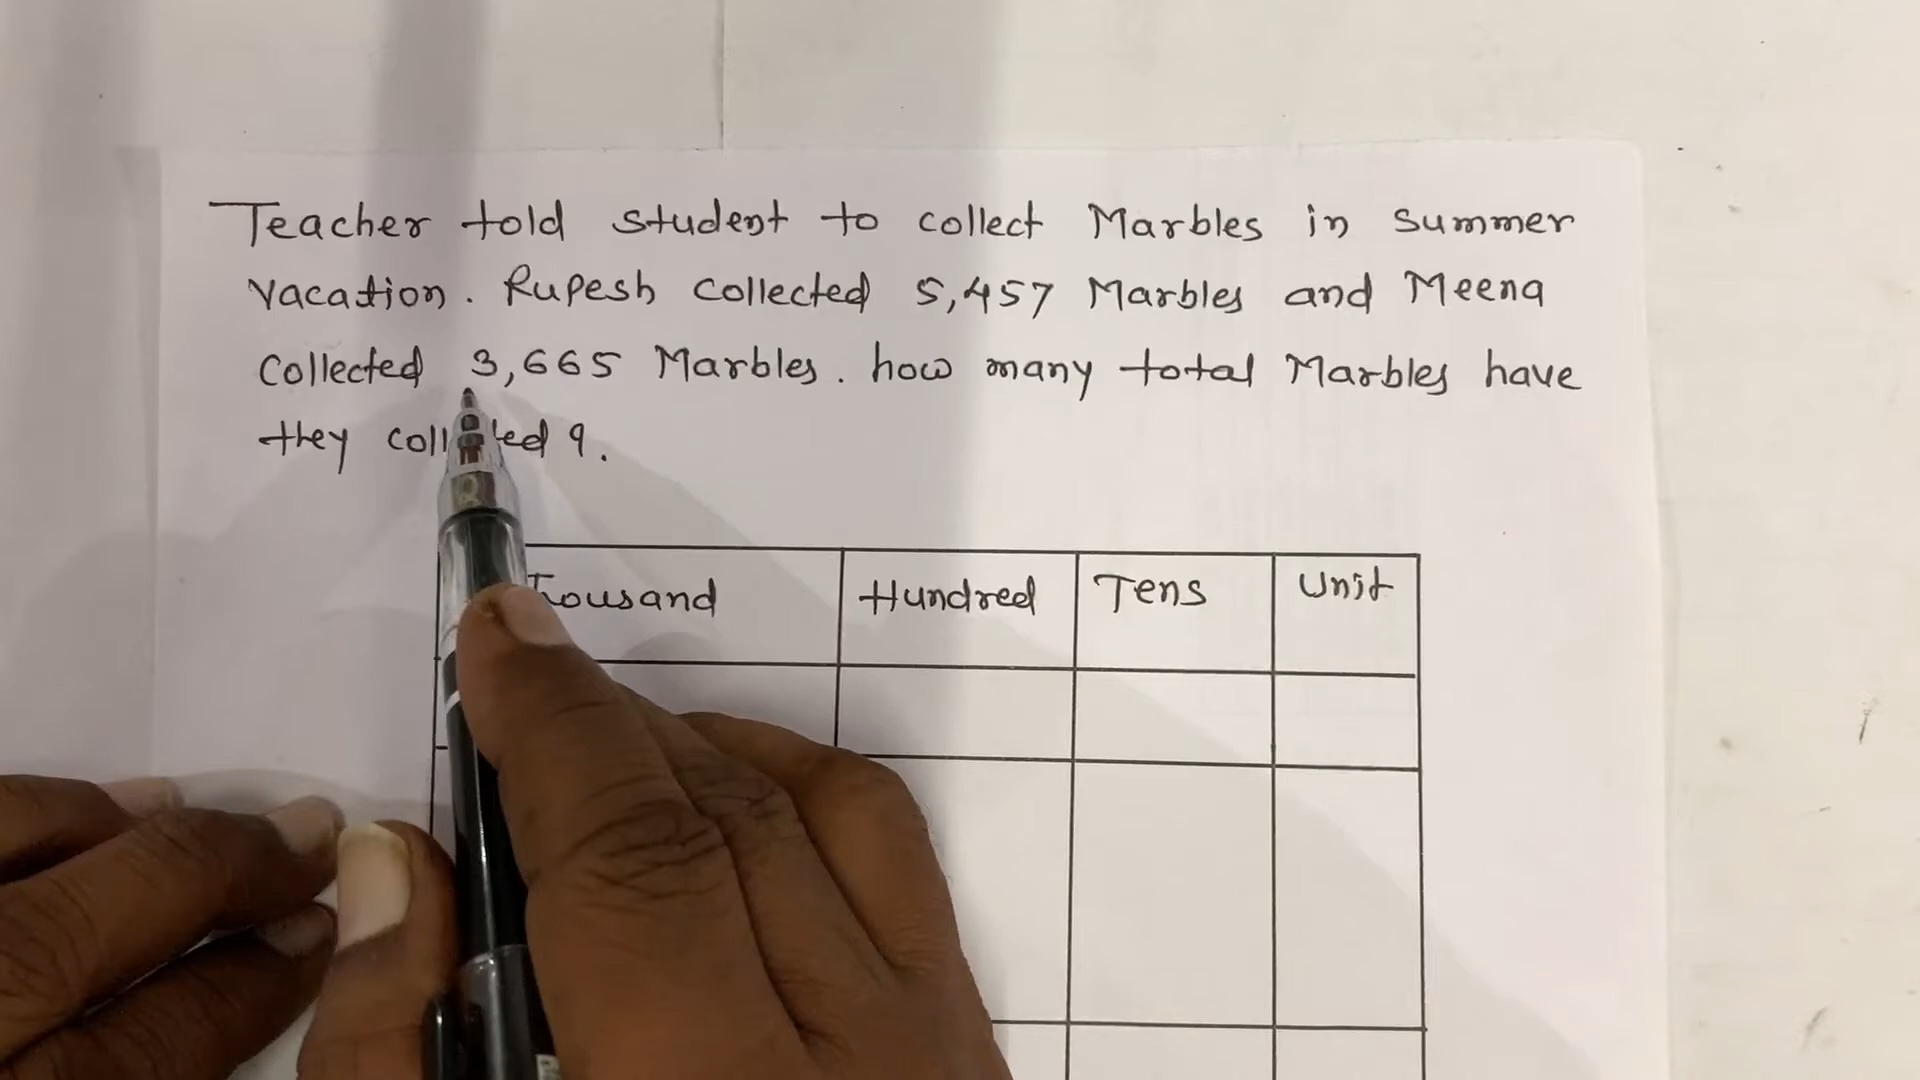 Teacher told student to collect Marbles in summer
Vacation. Rupesh collected 5,457 Marbles and Meena
Collected 3,665 Marbles. how many total Marbles have
they ?.
Hundred Tens Unit